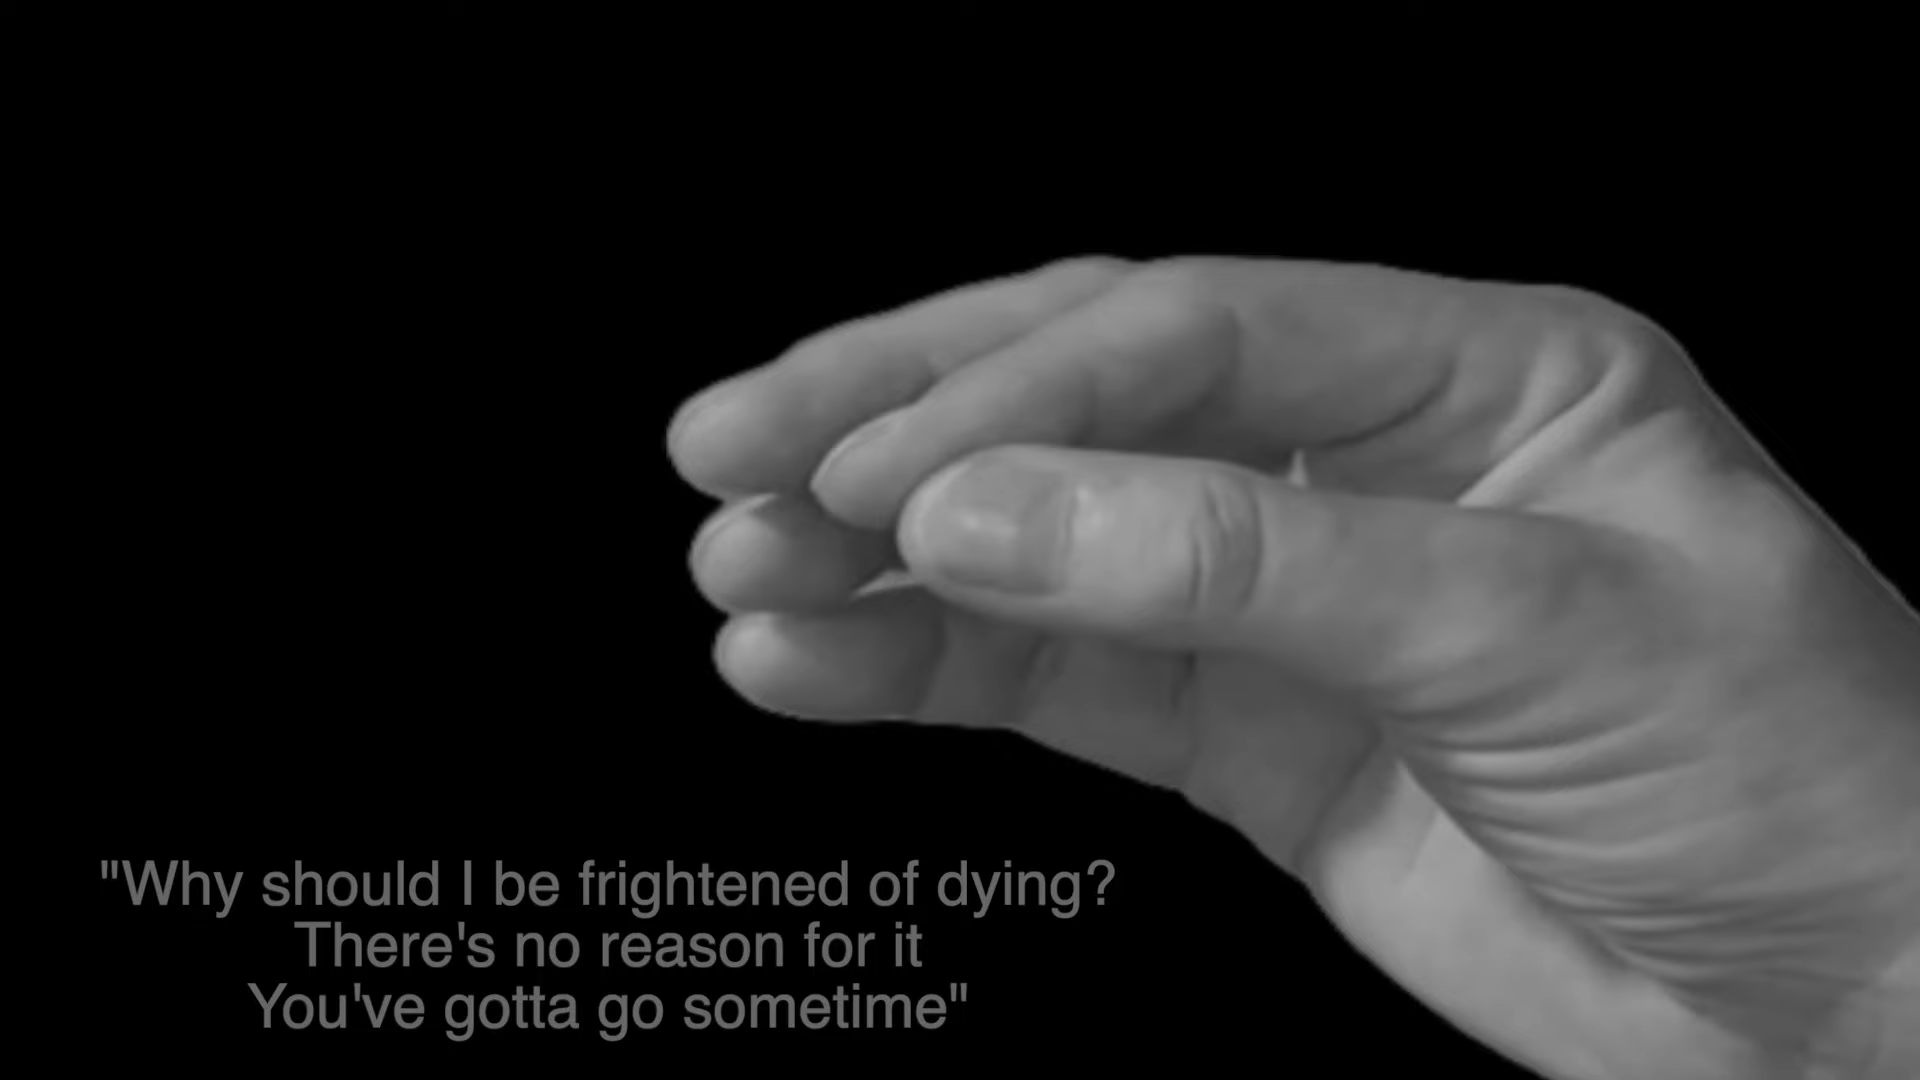 "Why should I be frightened of dying?
There's no reason for it
You've gotta go sometime"